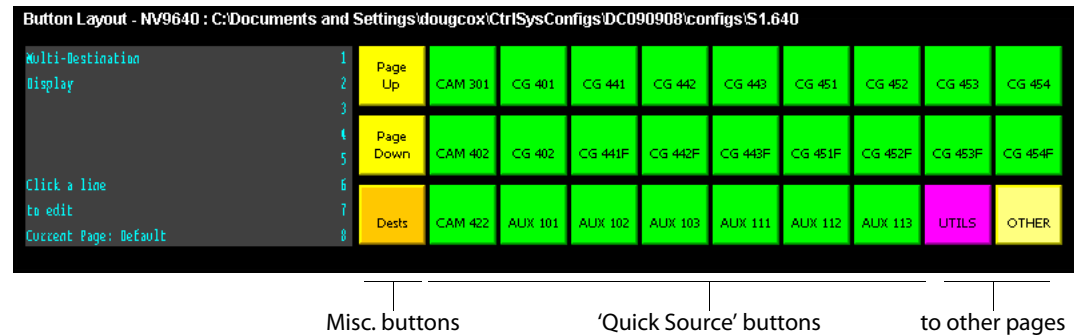 Button Layout - NV9640 : C:\Documents and Settings\dougcox\CtrlSysConfigs\DC090908\configs\S1.640
Multi-Destination 1
Display 2
3
4
5
Click a line 6
to edit 7
Current Page: Default 8
Page Up
CAM 301
CG 401
CG 441
CG 442
CG 443
CG 451
CG 452
CG 453
CG 454
Page Down
CAM 402
CG 402
CG 441F
CG 442F
CG 443F
CG 451F
CG 452F
CG 453F
CG 454F
Dests
CAM 422
AUX 101
AUX 102
AUX 103
AUX 111
AUX 112
AUX 113
UTILS
OTHER
Misc. buttons
‘Quick Source’ buttons
to other pages